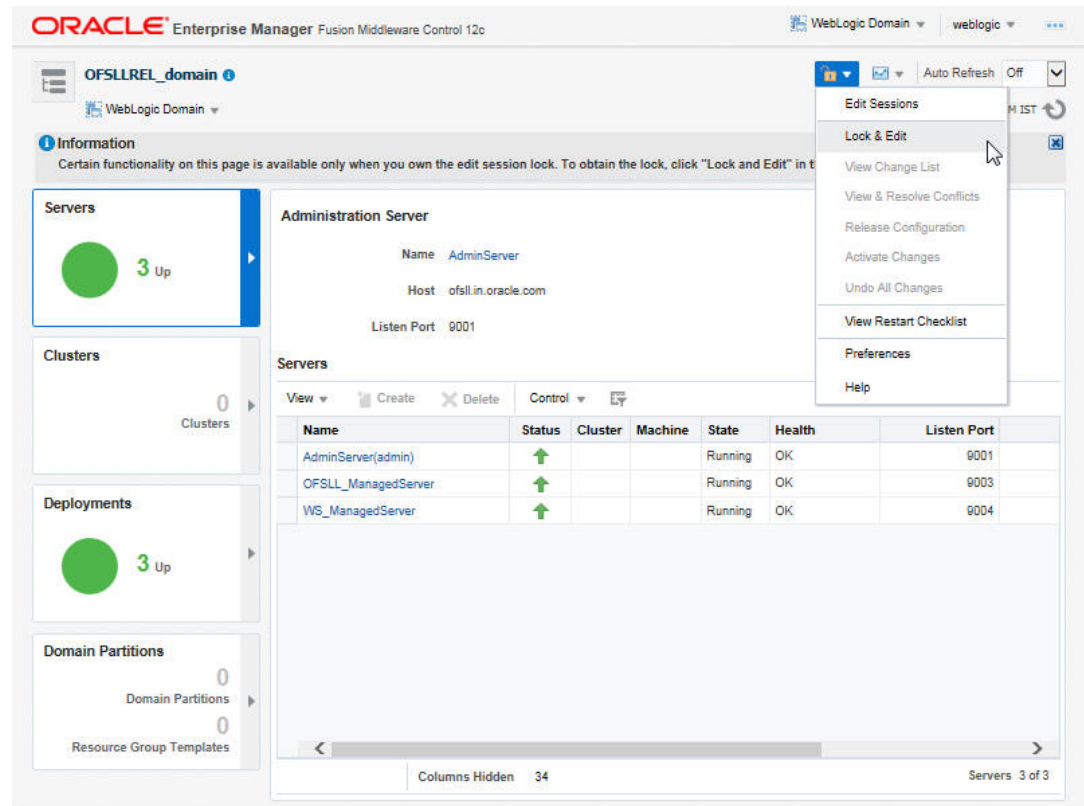 ORACLE Enterprise Manager Fusion Middleware Control 12c
WebLogic Domain
weblogic
OFSLLREL_domain
Auto Refresh Off
WebLogic Domain
M IST
Edit Sessions
Lock & Edit
View Change List
View & Resolve Conflicts
Release Configuration
Activate Changes
Undo All Changes
View Restart Checklist
Preferences
Help
Information
Certain functionality on this page is available only when you own the edit session lock. To obtain the lock, click "Lock and Edit" in t
Servers
3 Up
Clusters
0
Clusters
Deployments
3 Up
Domain Partitions
0
Domain Partitions
0
Resource Group Templates
Administration Server
Name AdminServer
Host ofsll.in.oracle.com
Listen Port 9001
Servers
View Create Delete Control
Name Status Cluster Machine State Health Listen Port
AdminServer(admin) Running OK 9001
OFSLL_ManagedServer Running OK 9003
WS_ManagedServer Running OK 9004
Columns Hidden 34
Servers 3 of 3